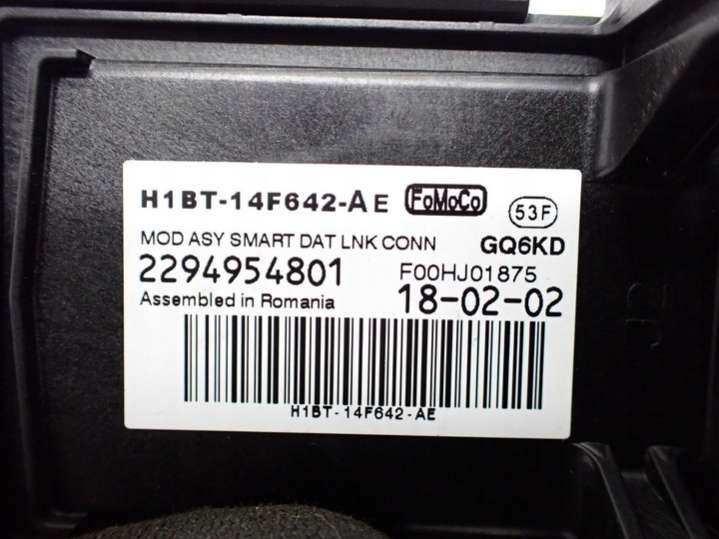 H1BT-14F642-AE FoMoCo 53F
MOD ASY SMART DAT LNK CONN GQ6KD
2294954801 F00HJ01875
Assembled in Romania 18-02-02
H1BT-14F642-AE